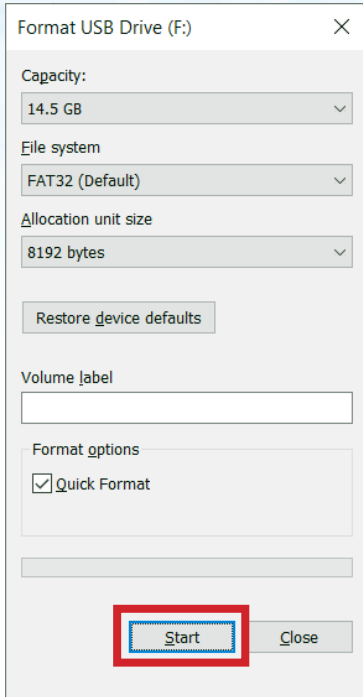 Format USB Drive (F:)
Capacity:
14.5 GB
File system
FAT32 (Default)
Allocation unit size
8192 bytes
Restore device defaults
Volume label
Format options
Quick Format
Start Close